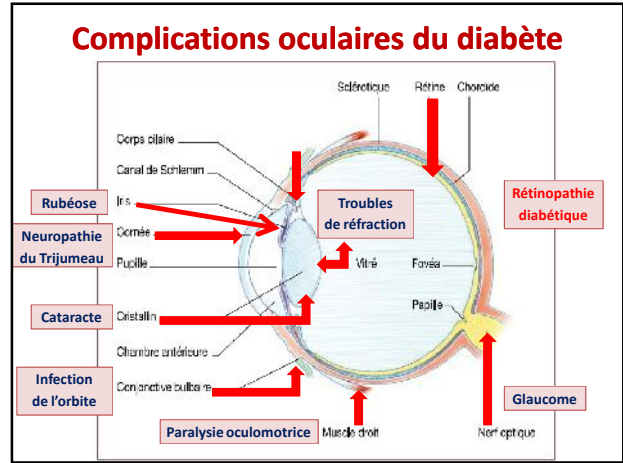 Complications oculaires du diabète
Sclérotique
Rétine
Choroïde
Corps ciliaire
Canal de Schlemm
Iris
Rubéose
Troubles
de réfraction
Rétinopathie
diabétique
Cornée
Neuropathie
du Trijumeau
Pupille
Vitré
Fovéa
Papille
Cataracte
Cristallin
Chambre antérieure
Infection
de l'orbite
Conjonctive bulbaire
Glaucome
Paralysie oculomotrice
Muscle droit
Nerf optique